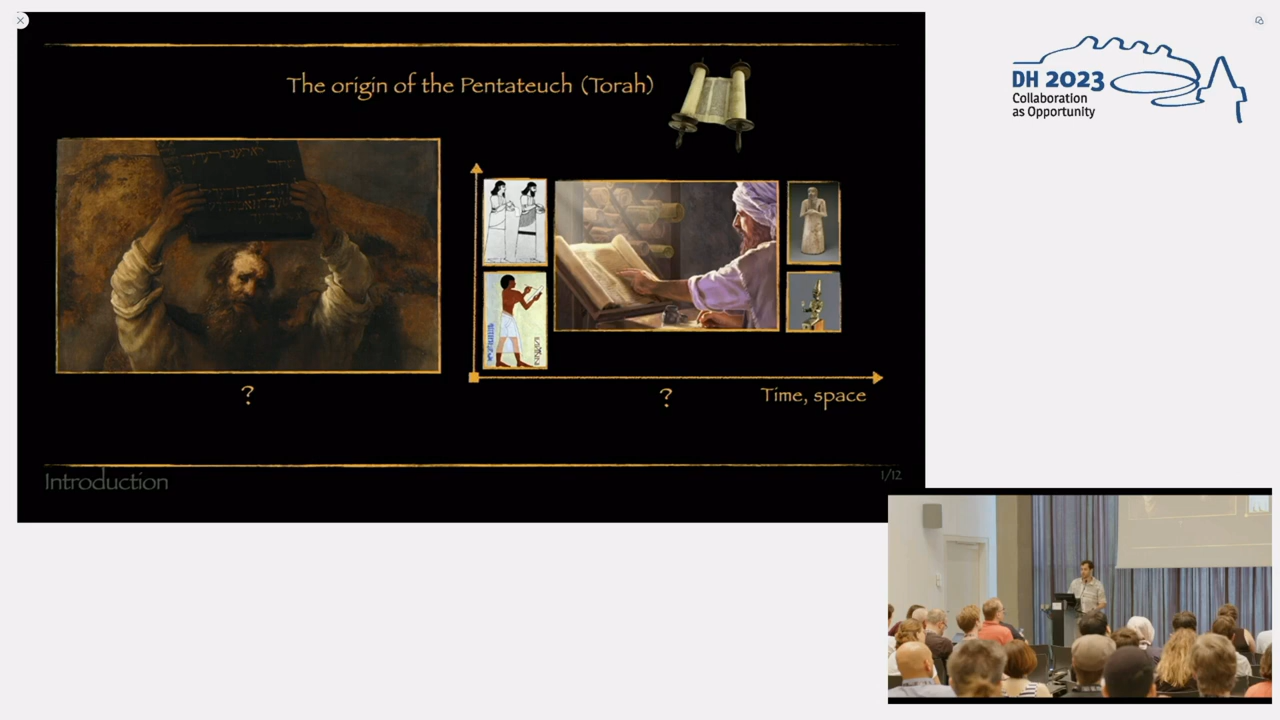 The origin of the Pentateuch (Torah)
?
?
Time, space
Introduction
1/12
DH 2023
Collaboration
as Opportunity